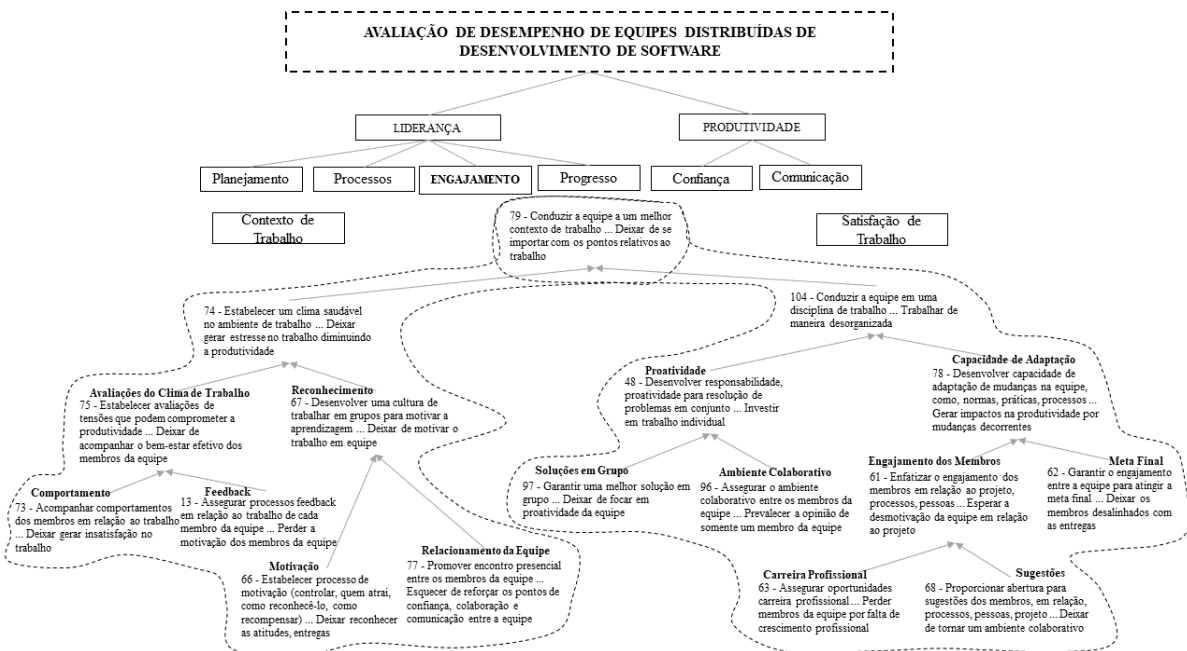 AVALIAÇÃO DE DESEMPENHO DE EQUIPES DISTRIBUÍDAS DE
DESENVOLVIMENTO DE SOFTWARE
LIDERANÇA
PRODUTIVIDADE
Planejamento
Processos
ENGAJAMENTO
Progresso
Confiança
Comunicação
Contexto de
Trabalho
79 - Conduzir a equipe a um melhor
contexto de trabalho ... Deixar de se
importar com os pontos relativos ao
trabalho
Satisfação de
Trabalho
74 - Estabelecer um clima saudável
no ambiente de trabalho ... Deixar
gerar estresse no trabalho diminuindo
a produtividade
104 - Conduzir a equipe em uma
disciplina de trabalho ... Trabalhar de
maneira desorganizada
Avaliações do Clima de Trabalho
75 - Estabelecer avaliações de
tensões que podem comprometer a
produtividade ... Deixar de
acompanhar o bem-estar efetivo dos
membros da equipe
Reconhecimento
67 - Desenvolver uma cultura de
trabalhar em grupos para motivar a
aprendizagem ... Deixar de motivar o
trabalho em equipe
Proatividade
48 - Desenvolver responsabilidade,
proatividade para resolução de
problemas em conjunto ... Investir
em trabalho individual
Capacidade de Adaptação
78 - Desenvolver capacidade de
adaptação de mudanças na equipe,
como, normas, práticas, processos ...
Gerar impactos na produtividade por
mudanças decorrentes
Comportamento
73 - Acompanhar comportamentos
dos membros em relação ao trabalho
... Deixar gerar insatisfação no
trabalho
Feedback
13 - Assegurar processos feedback
em relação ao trabalho de cada
membro da equipe ... Perder a
motivação dos membros da equipe
Soluções em Grupo
97 - Garantir uma melhor solução em
grupo ... Deixar de focar em
proatividade da equipe
Ambiente Colaborativo
96 - Assegurar o ambiente
colaborativo entre os membros da
equipe ... Prevalecer a opinião de
somente um membro da equipe
Engajamento dos Membros
61 - Enfatizar o engajamento dos
membros em relação ao projeto,
processos, pessoas ... Esperar a
desmotivação da equipe em relação
ao projeto
Meta Final
62 - Garantir o engajamento
entre a equipe para atingir a
meta final ... Deixar os
membros desalinhados com
as entregas
Motivação
66 - Estabelecer processo de
motivação (controlar, quem atrai,
como reconhecê-lo, como
recompensar) ... Deixar reconhecer
as atitudes, entregas
Relacionamento da Equipe
77 - Promover encontro presencial
entre os membros da equipe ...
Esquecer de reforçar os pontos de
confiança, colaboração e
comunicação entre a equipe
Carreira Profissional
63 - Assegurar oportunidades
carreira profissional ... Perder
membros da equipe por falta de
crescimento profissional
Sugestões
68 - Proporcionar abertura para
sugestões dos membros, em relação,
processos, pessoas, projeto ... Deixar
de tornar um ambiente colaborativo